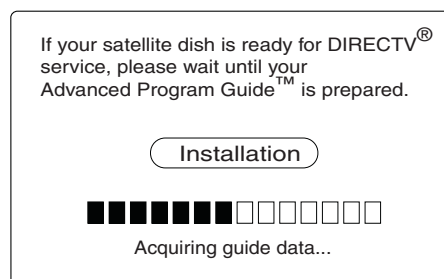 If your satellite dish is ready for DIRECTV®
service, please wait until your
Advanced Program Guide™ is prepared.
Installation
Acquiring guide data...